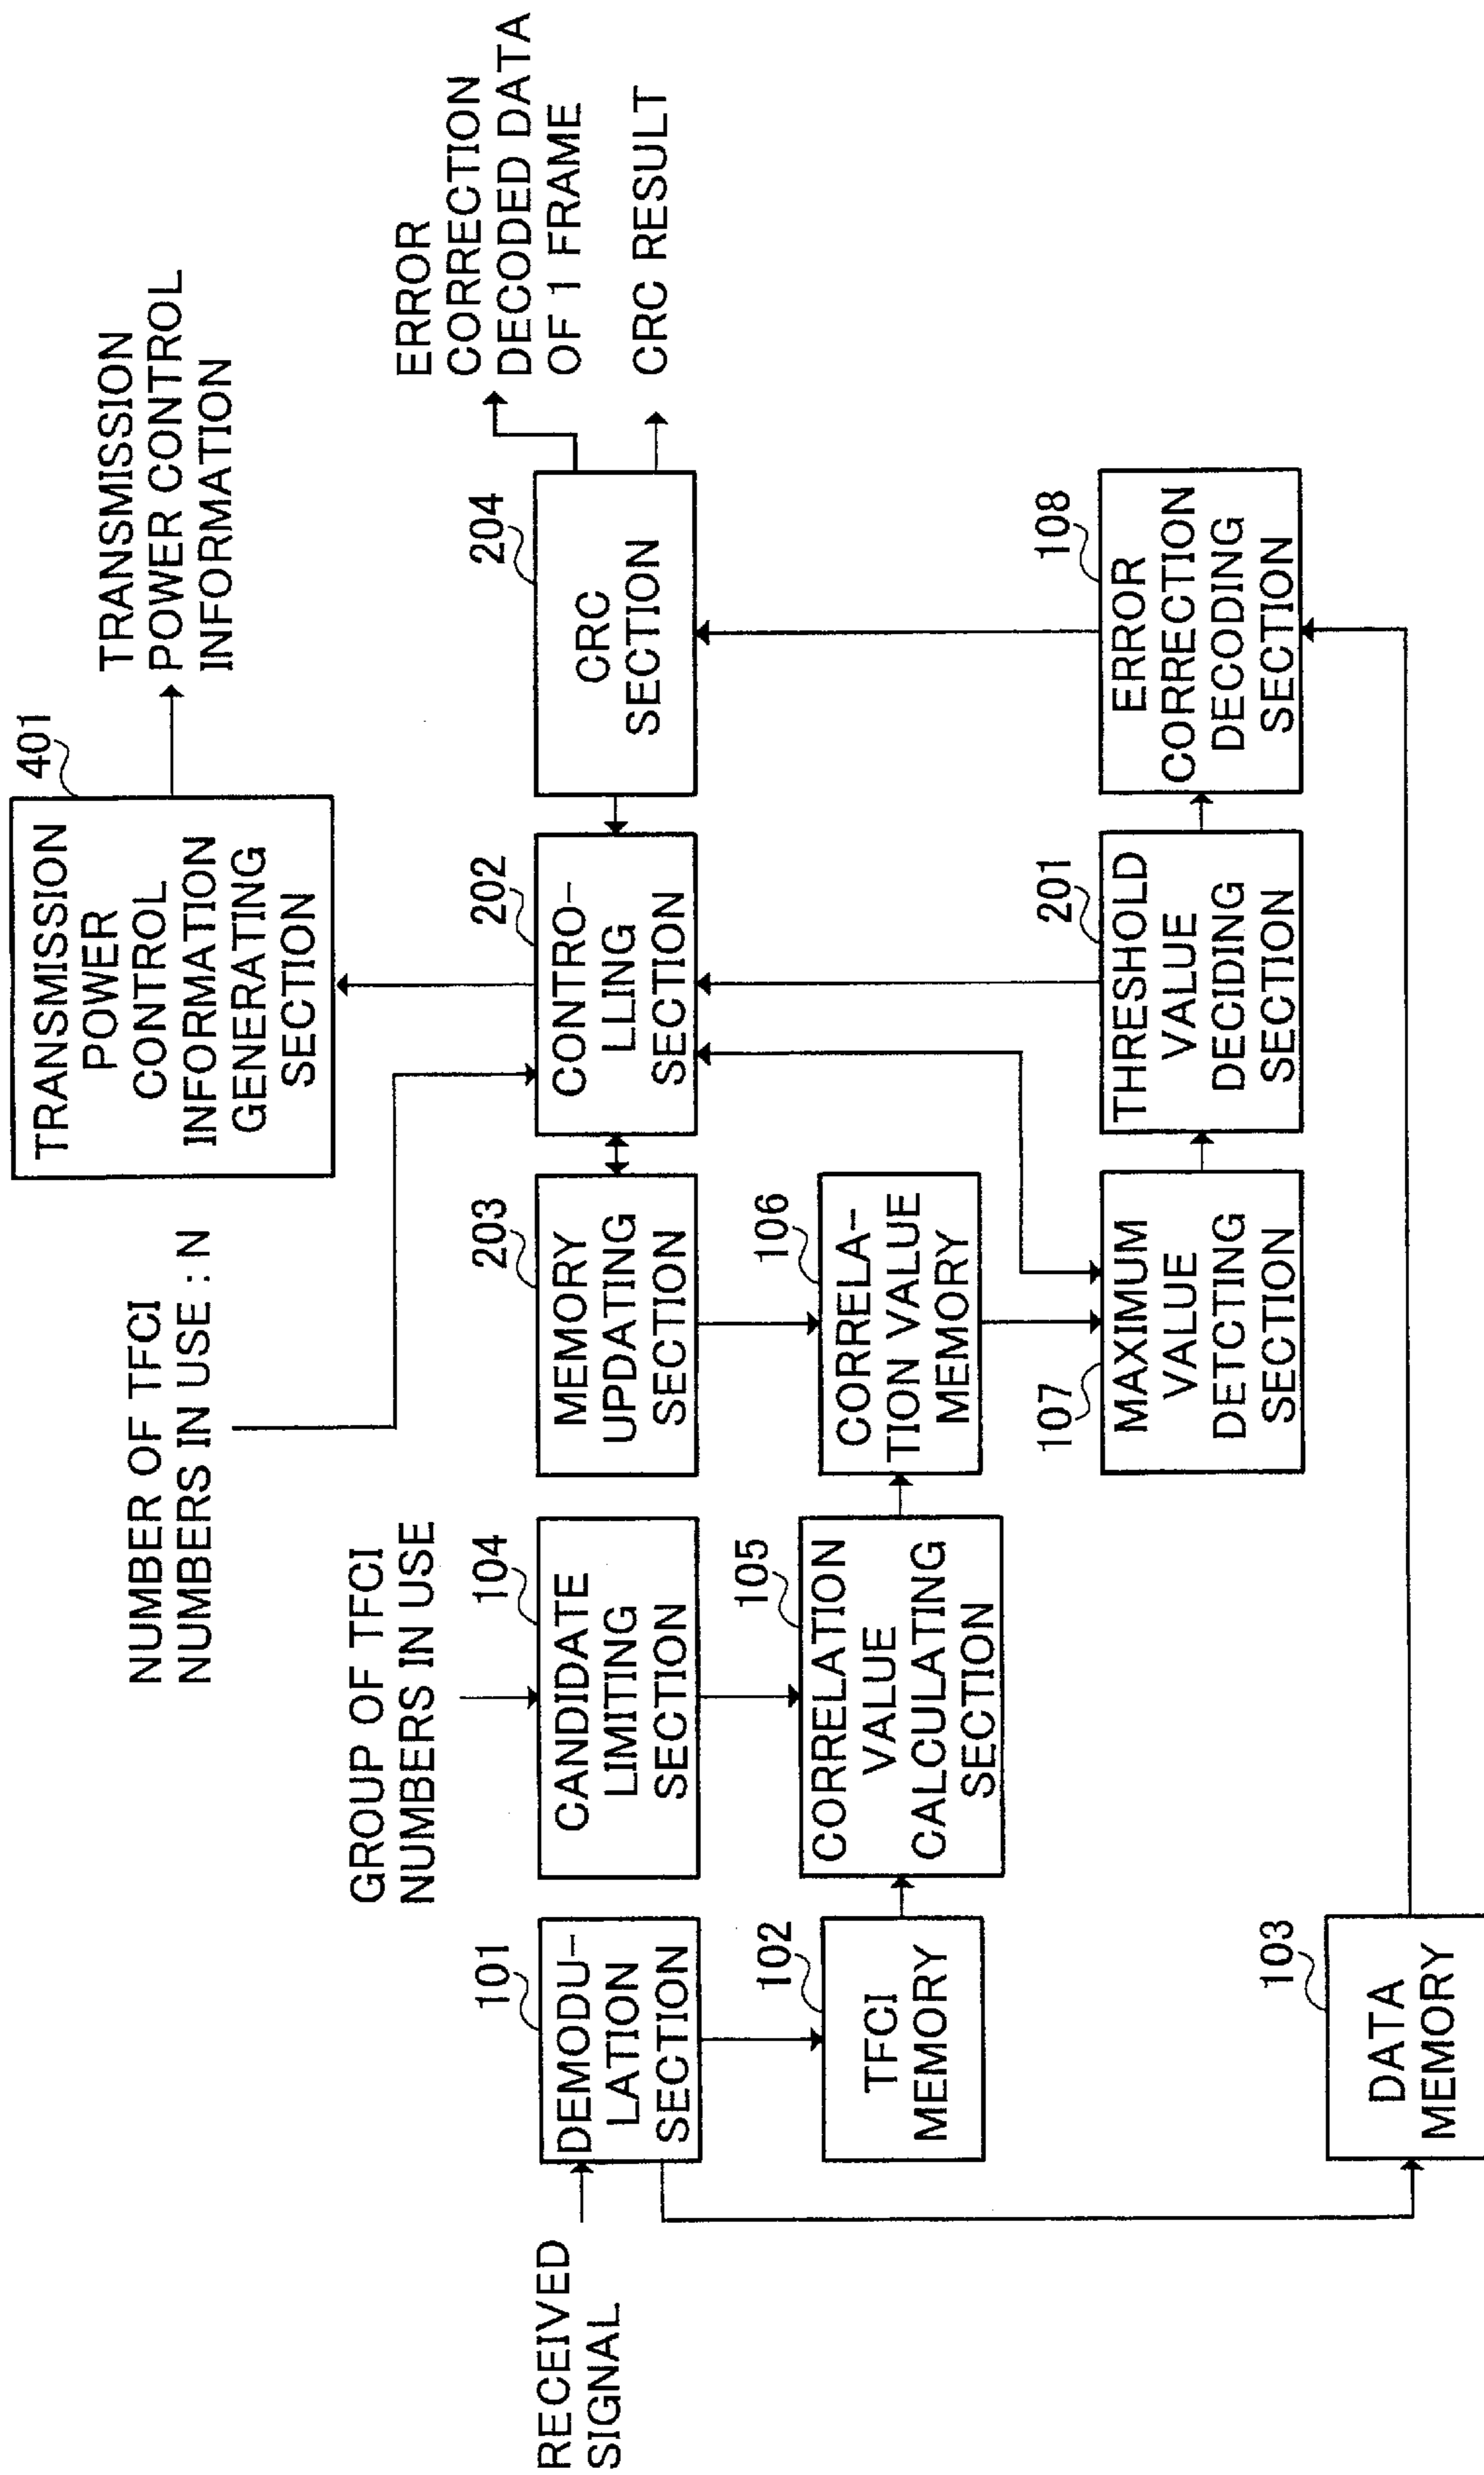 TRANSMISSION
POWER
CONTROL
INFORMATION
GENERATING
SECTION
401
TRANSMISSION
POWER CONTROL
INFORMATION
NUMBER OF TFCI
NUMBERS IN USE : N
GROUP OF TFCI
NUMBERS IN USE
ERROR
CORRECTION
DECODED DATA
OF 1 FRAME
CRC RESULT
RECEIVED
SIGNAL
101
DEMODU-
LATION
SECTION
104
CANDIDATE
LIMITING
SECTION
203
MEMORY
UPDATING
SECTION
202
CONTRO-
LLING
SECTION
204
CRC
SECTION
102
TFCI
MEMORY
105
CORRELATION
VALUE
CALCULATING
SECTION
106
CORRELA-
TION VALUE
MEMORY
107
MAXIMUM
VALUE
DETCTING
SECTION
201
THRESHOLD
VALUE
DECIDING
SECTION
108
ERROR
CORRECTION
DECODING
SECTION
103
DATA
MEMORY